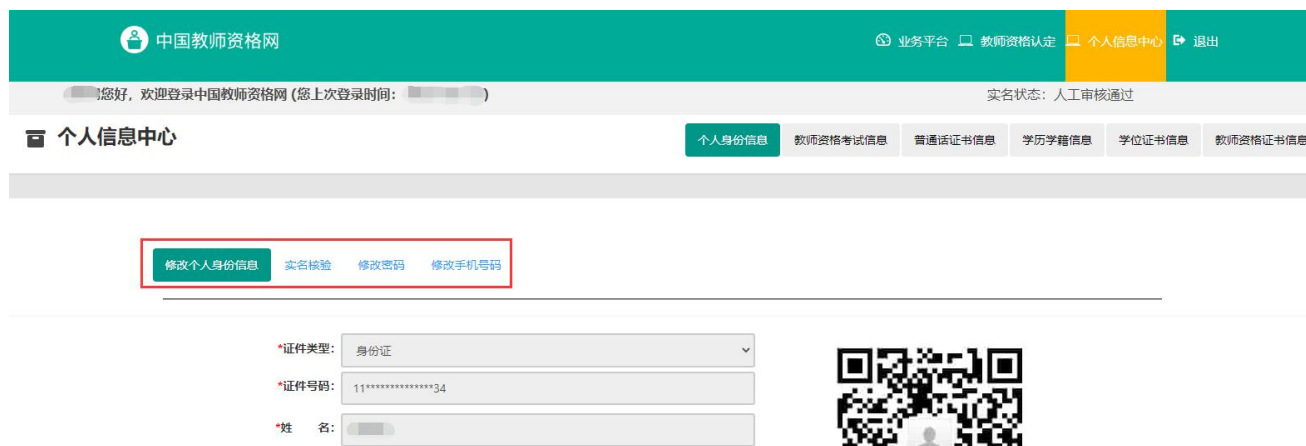 中国教师资格网
业务平台 教师资格认定 个人信息中心 退出
您好，欢迎登录中国教师资格网 (您上次登录时间： ) 实名状态：人工审核通过
个人信息中心
个人身份信息 教师资格考试信息 普通话证书信息 学历学籍信息 学位证书信息 教师资格证书信息
修改个人身份信息 实名核验 修改密码 修改手机号码
*证件类型： 身份证
*证件号码： 11**************34
*姓 名：